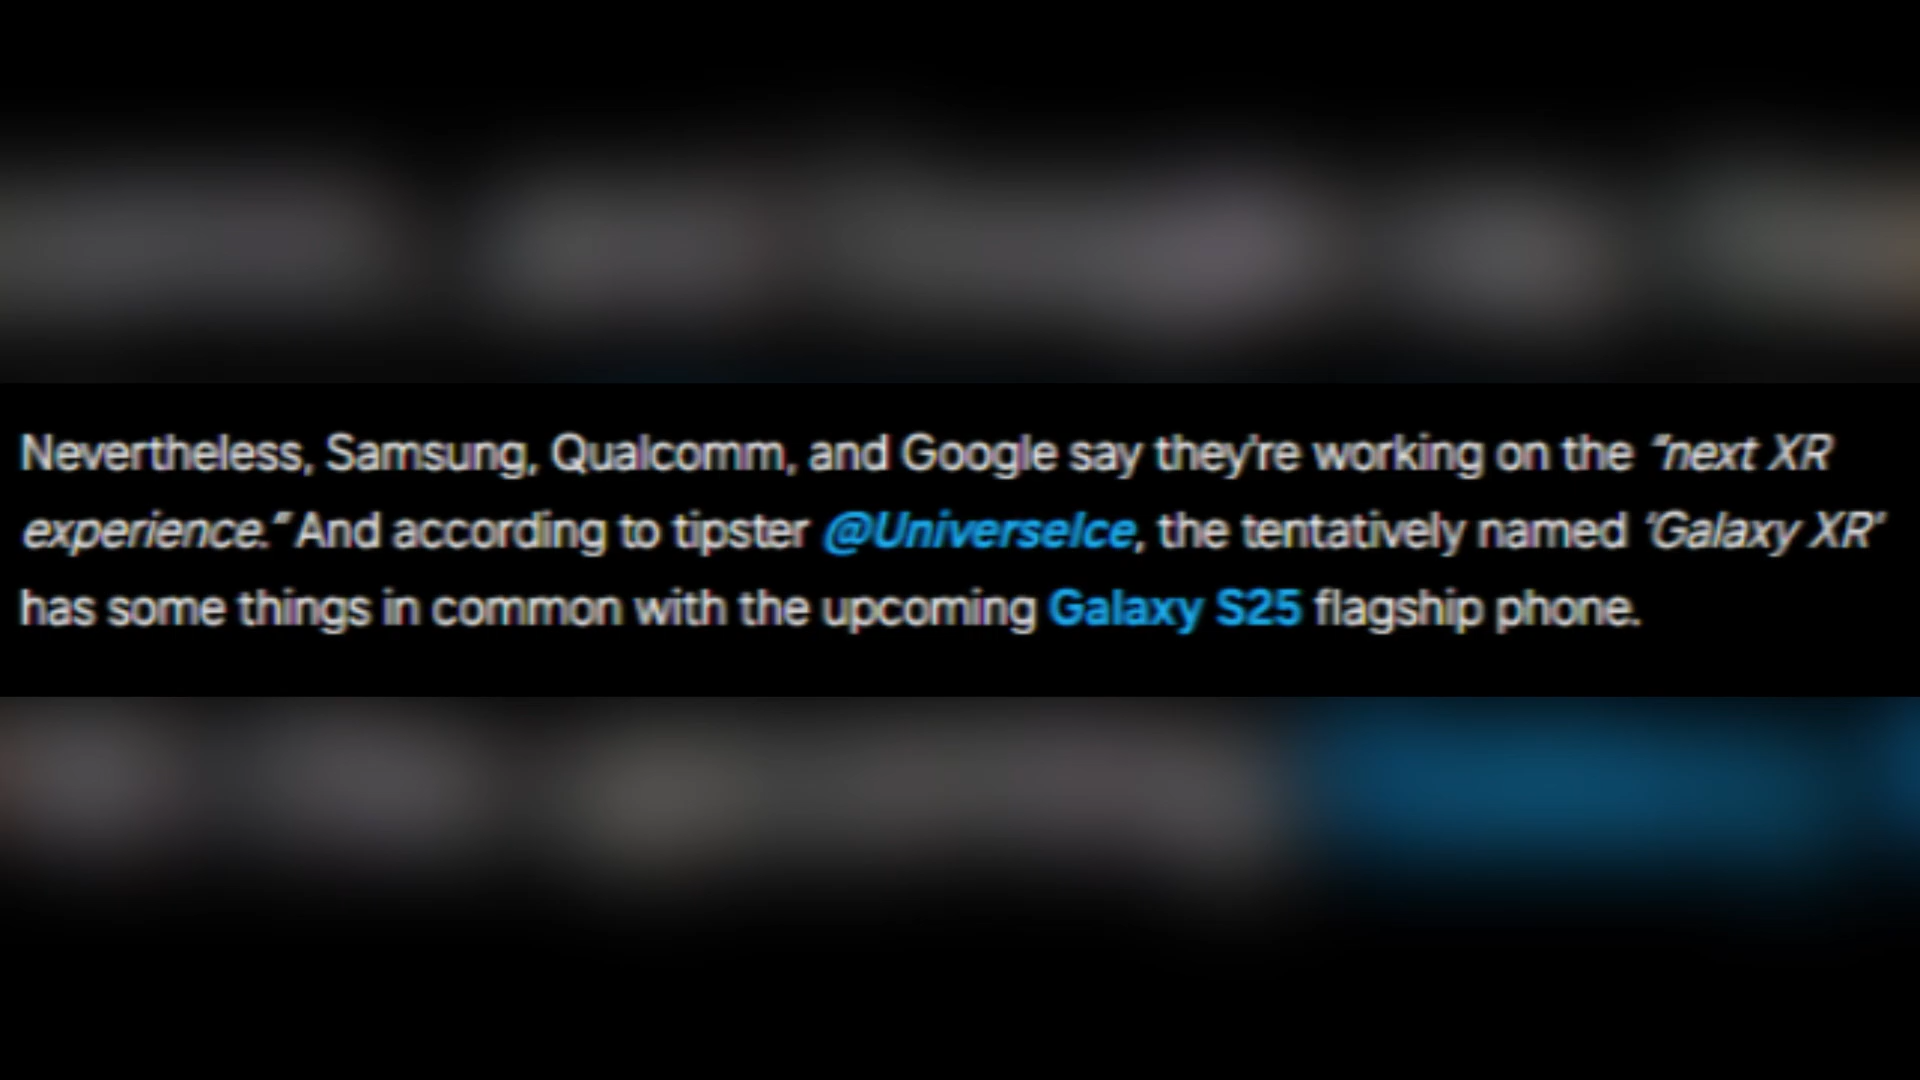 Nevertheless, Samsung, Qualcomm, and Google say they're working on the "next XR
experience." And according to tipster @UniverseIce, the tentatively named 'Galaxy XR'
has some things in common with the upcoming Galaxy S25 flagship phone.